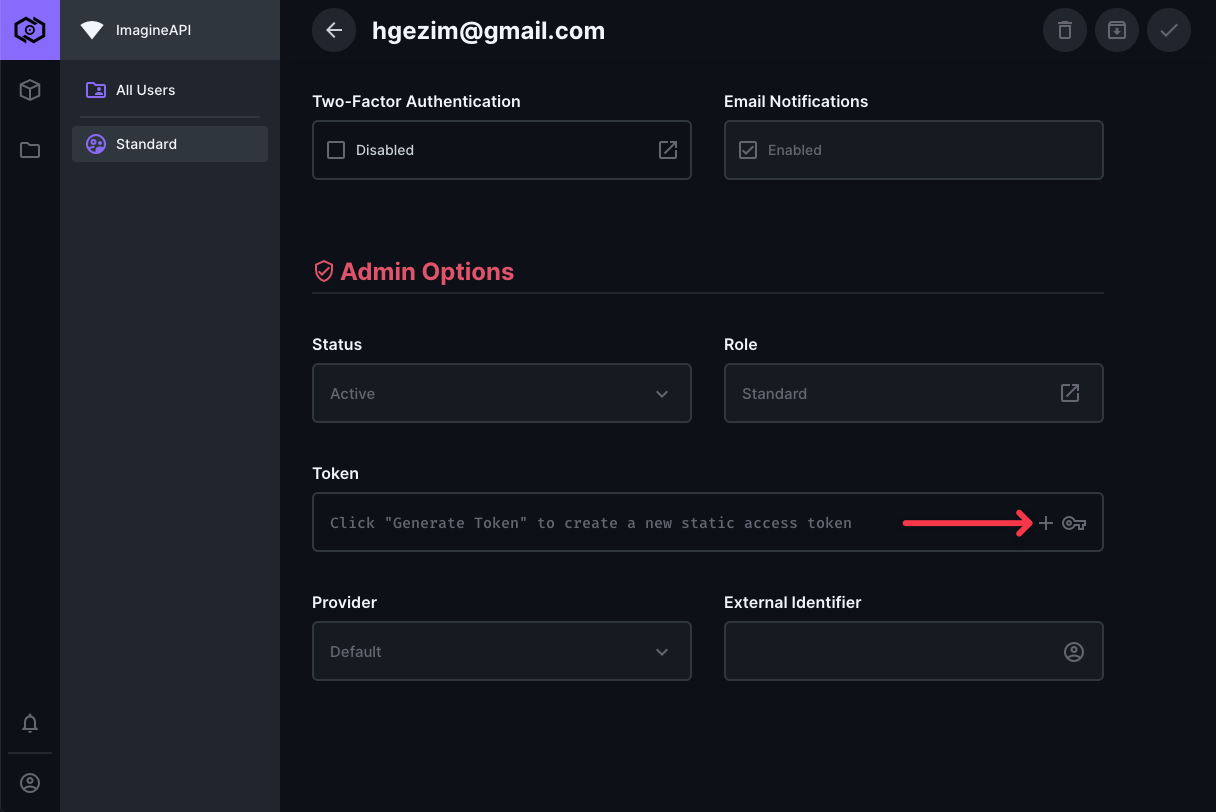 ImagineAPI
hgezim@gmail.com
All Users
Standard
Two-Factor Authentication
Email Notifications
Disabled
Enabled
Admin Options
Status
Role
Active
Standard
Token
Click "Generate Token" to create a new static access token
Provider
External Identifier
Default